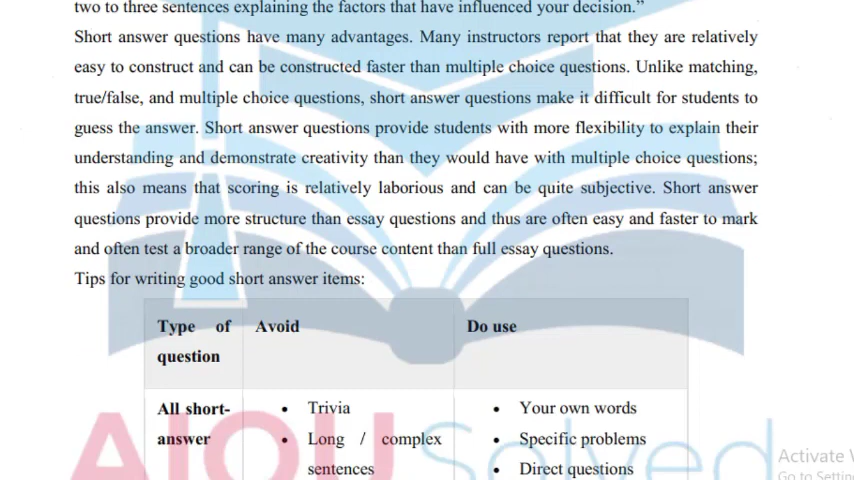 two to three sentences explaining the factors that have influenced your decision.”
Short answer questions have many advantages. Many instructors report that they are relatively
easy to construct and can be constructed faster than multiple choice questions. Unlike matching,
true/false, and multiple choice questions, short answer questions make it difficult for students to
guess the answer. Short answer questions provide students with more flexibility to explain their
understanding and demonstrate creativity than they would have with multiple choice questions;
this also means that scoring is relatively laborious and can be quite subjective. Short answer
questions provide more structure than essay questions and thus are often easy and faster to mark
and often test a broader range of the course content than full essay questions.
Tips for writing good short answer items:
Type of question
Avoid
Do use
All short-
answer
• Trivia
• Long / complex
sentences
• Your own words
• Specific problems
• Direct questions
AIOU Solved
Activate
Go to Setting